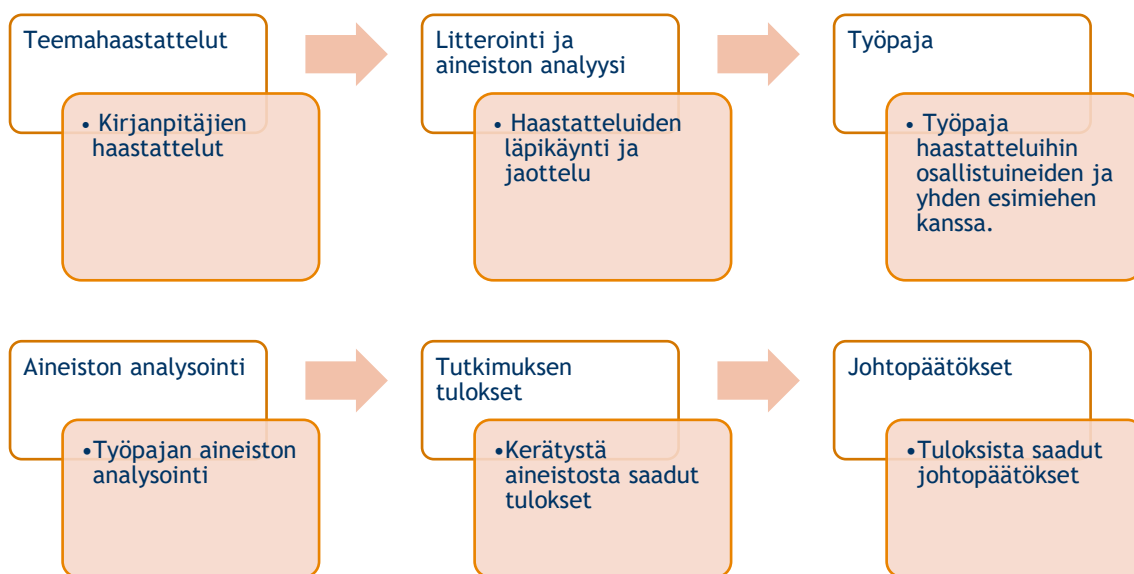 Teemahaastattelut
• Kirjanpitäjien
haastattelut
Litterointi ja
aineiston analyysi
• Haastatteluiden
läpikäynti ja
jaottelu
Työpaja
• Työpaja
haastatteluihin
osallistuineiden ja
yhden esimiehen
kanssa.
Aineiston analysointi
•Työpajan aineiston
analysointi
Tutkimuksen
tulokset
•Kerätystä
aineistosta saadut
tulokset
Johtopäätökset
•Tuloksista saadut
johtopäätökset